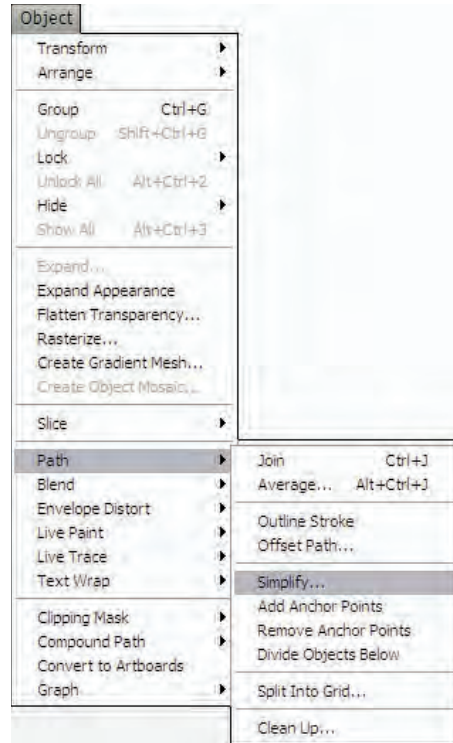 Object
Transform
Arrange
Group Ctrl+G
Ungroup Shift+Ctrl+G
Lock
Unlock All Alt+Ctrl+2
Hide
Show All Alt+Ctrl+3
Expand...
Expand Appearance
Flatten Transparency...
Rasterize...
Create Gradient Mesh...
Create Object Mosaic...
Slice
Path
Blend
Envelope Distort
Live Paint
Live Trace
Text Wrap
Clipping Mask
Compound Path
Convert to Artboards
Graph
Join Ctrl+J
Average... Alt+Ctrl+J
Outline Stroke
Offset Path...
Simplify...
Add Anchor Points
Remove Anchor Points
Divide Objects Below
Split Into Grid...
Clean Up...